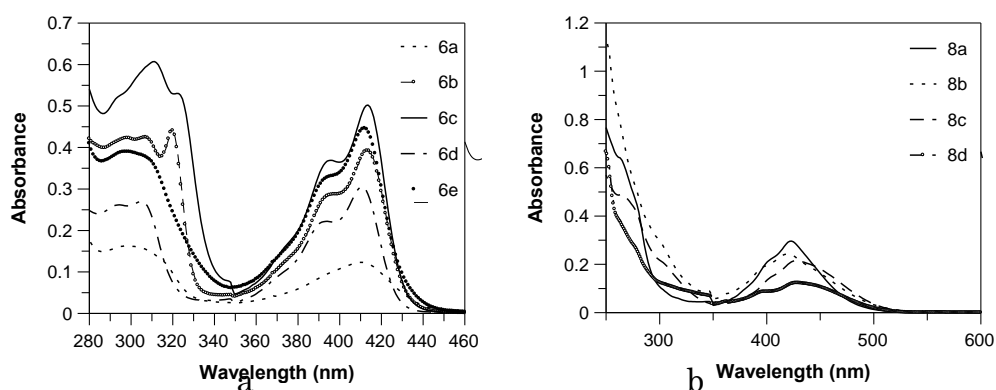 0.7
0.6
0.5
0.4
0.3
0.2
0.1
0
Absorbance
280 300 320 340 360 380 400 420 440 460
Wavelength (nm)
6a
6b
6c
6d
6e
a
1.2
1
0.8
0.6
0.4
0.2
0
Absorbance
300 400 500 600
Wavelength (nm)
8a
8b
8c
8d
b